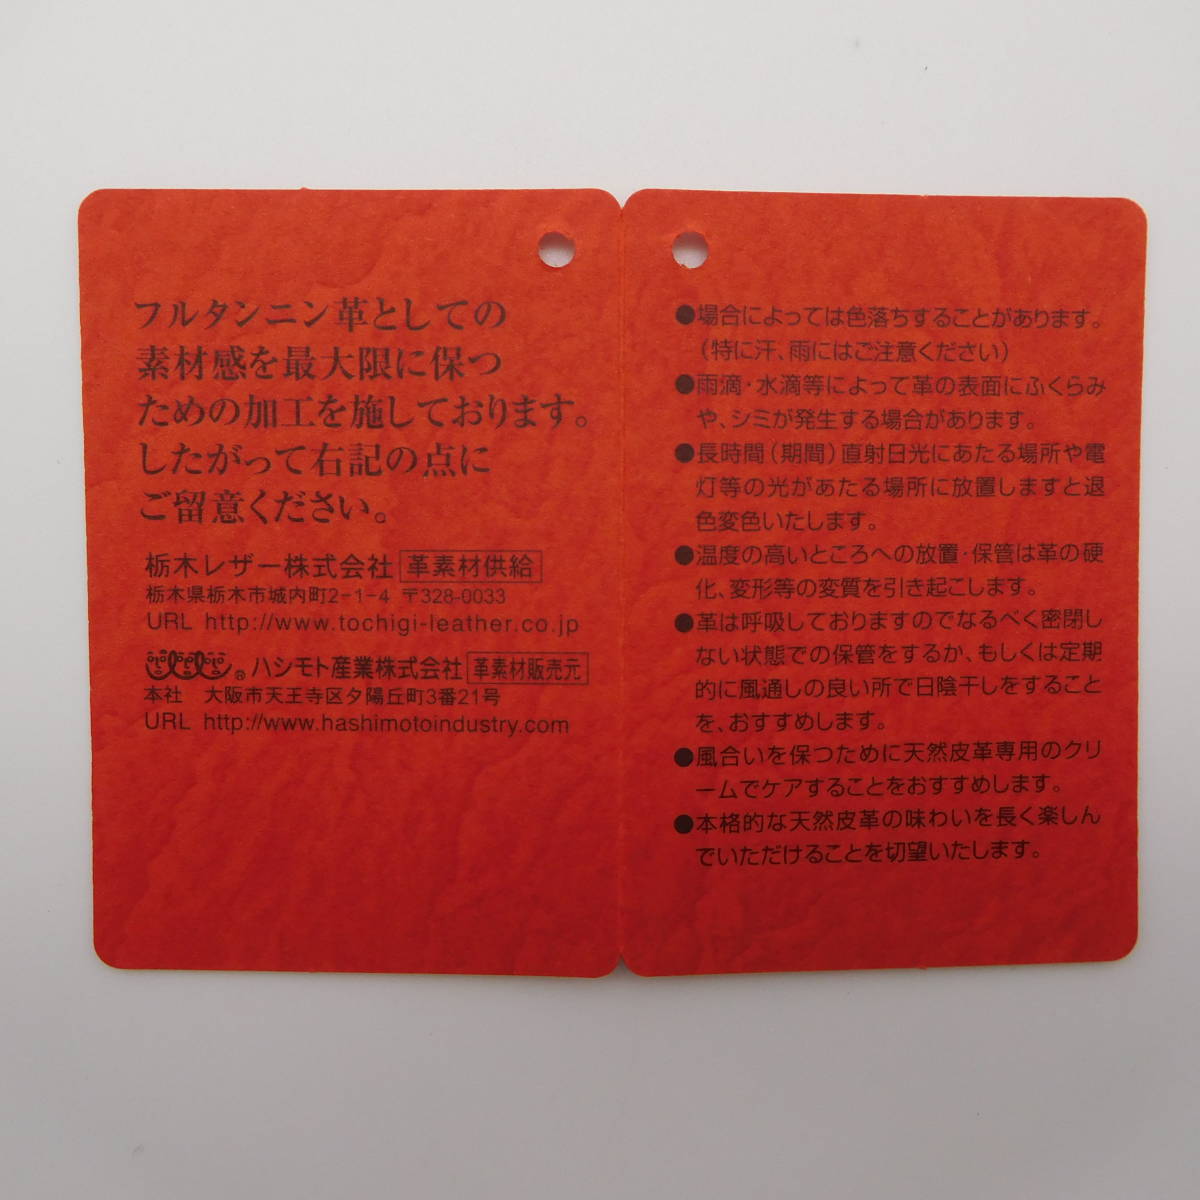 フルタンニン革としての
素材感を最大限に保つ
ための加工を施しております。
したがって右記の点に
ご留意ください。
栃木レザー株式会社 革素材供給
栃木県栃木市城内町2-1-4 〒328-0033
URL http://www.tochigi-leather.co.jp
® ハシモト産業株式会社 革素材販売元
本社 大阪市天王寺区夕陽丘町3番21号
URL http://www.hashimotoindustry.com
●場合によっては色落ちすることがあります。
(特に汗、雨にはご注意ください)
●雨滴・水滴等によって革の表面にふくらみ
や、シミが発生する場合があります。
●長時間(期間)直射日光にあたる場所や電
灯等の光があたる場所に放置しますと退
色変色いたします。
●温度の高いところへの放置・保管は革の硬
化、変形等の変質を引き起こします。
●革は呼吸しておりますのでなるべく密閉し
ない状態での保管をするか、もしくは定期
的に風通しの良い所で日陰干しをすること
を、おすすめします。
●風合いを保つために天然皮革専用のクリ
ームでケアすることをおすすめします。
●本格的な天然皮革の味わいを長く楽しん
でいただけることを切望いたします。